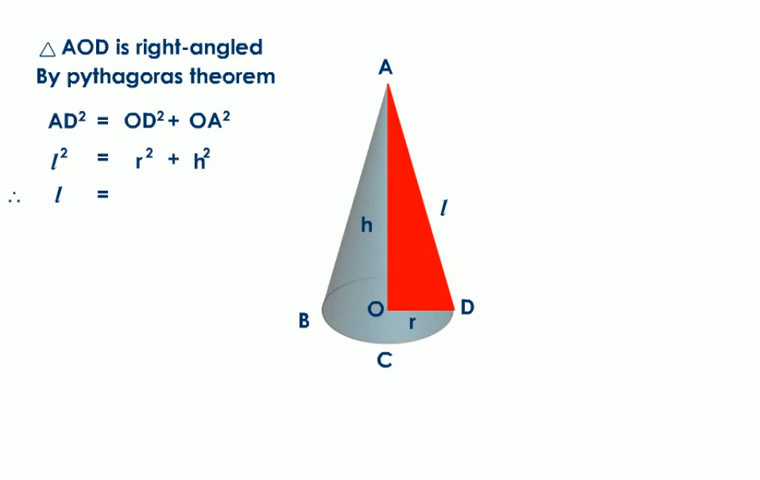 △ AOD is right-angled
By pythagoras theorem
AD² = OD² + OA²
l² = r² + h²
∴ l =
A
h
l
B
O
D
r
C